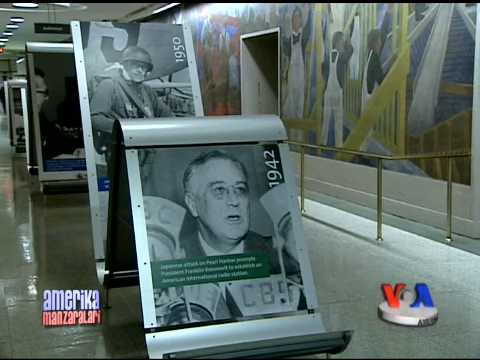 1950
1942
Japanese attack on Pearl Harbor prompts
President Franklin Roosevelt to establish an
American international radio station.
BC
CBS
amerika
MANZARALARI
VOA